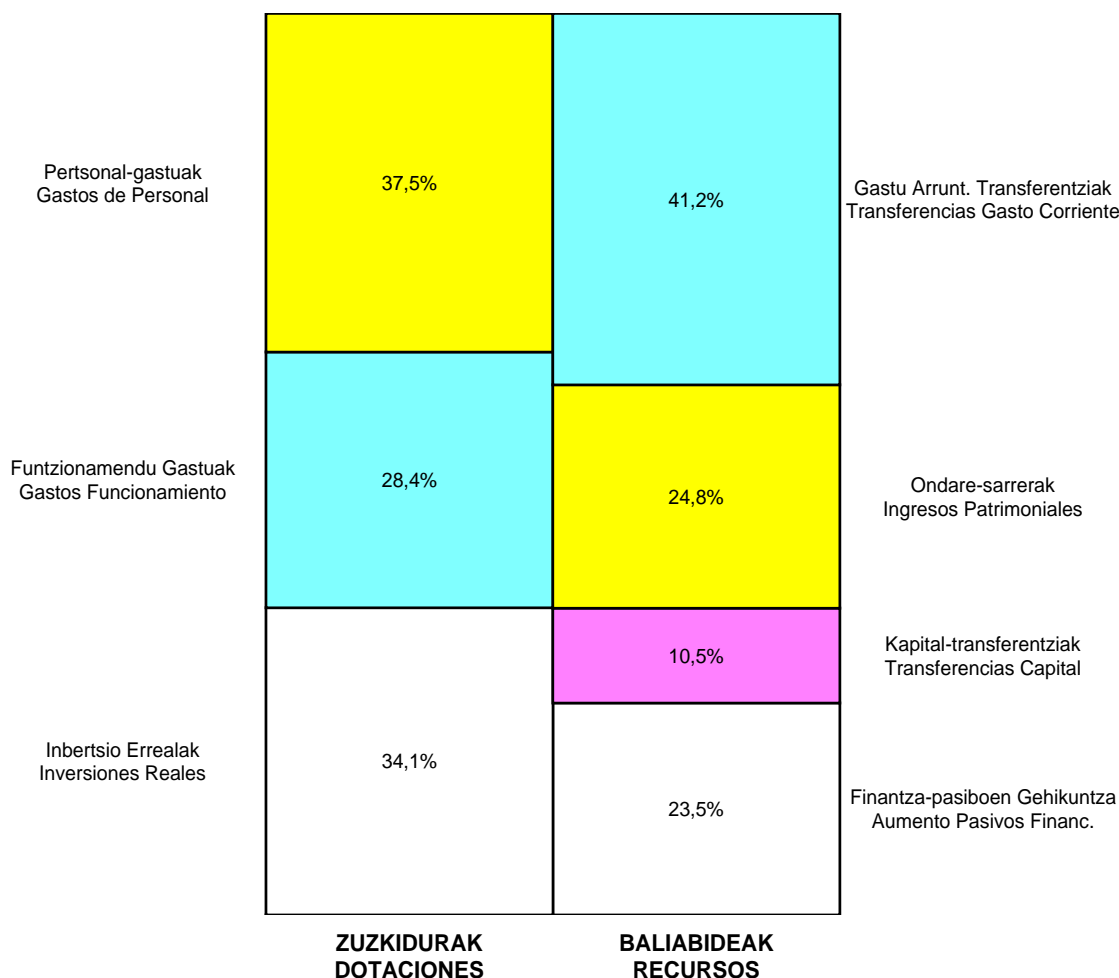 Pertsonal-gastuak
Gastos de Personal
37,5%
41,2%
Gastu Arrunt. Transferentziak
Transferencias Gasto Corriente
Funtzionamendu Gastuak
Gastos Funcionamiento
28,4%
24,8%
Ondare-sarrerak
Ingresos Patrimoniales
10,5%
Kapital-transferentziak
Transferencias Capital
Inbertsio Errealak
Inversiones Reales
34,1%
23,5%
Finantza-pasiboen Gehikuntza
Aumento Pasivos Financ.
ZUZKIDURAK
DOTACIONES
BALIABIDEAK
RECURSOS